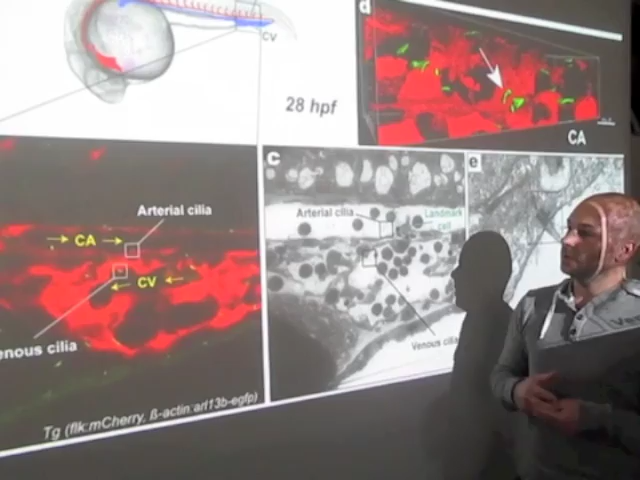 CV
28 hpf
d
CA
Arterial cilia
CA
CV
enous cilia
Tg (flk:mCherry, ß-actin:arl13b-egfp)
c
Arterial cilia
Landmark
cell
Venous cilia
e
Ven